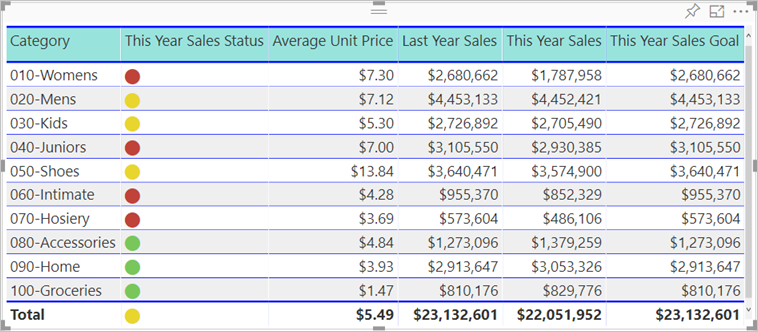 Category This Year Sales Status Average Unit Price Last Year Sales This Year Sales This Year Sales Goal
010-Womens $7.30 $2,680,662 $1,787,958 $2,680,662
020-Mens $7.12 $4,453,133 $4,452,421 $4,453,133
030-Kids $5.30 $2,726,892 $2,705,490 $2,726,892
040-Juniors $7.00 $3,105,550 $2,930,385 $3,105,550
050-Shoes $13.84 $3,640,471 $3,574,900 $3,640,471
060-Intimate $4.28 $955,370 $852,329 $955,370
070-Hosiery $3.69 $573,604 $486,106 $573,604
080-Accessories $4.84 $1,273,096 $1,379,259 $1,273,096
090-Home $3.93 $2,913,647 $3,053,326 $2,913,647
100-Groceries $1.47 $810,176 $829,776 $810,176
Total $5.49 $23,132,601 $22,051,952 $23,132,601